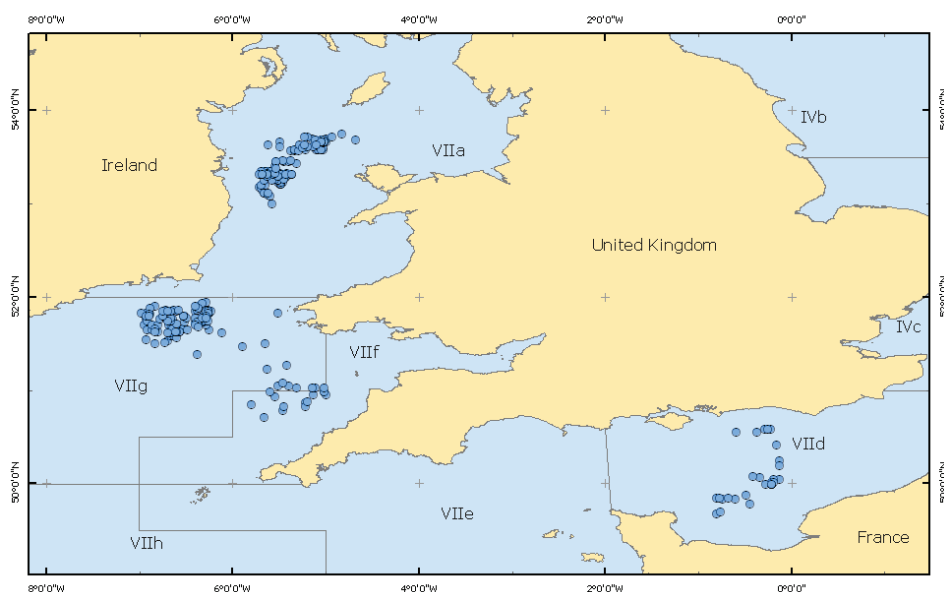 8°0'0"W 6°0'0"W 4°0'0"W 2°0'0"W 0°0'0"
54°0'0"N 54°0'0"N
IVb
VIIa
Ireland
United Kingdom
52°0'0"N 52°0'0"N
IVc
VIIf
VIIg
VIId
50°0'0"N 50°0'0"N
VIIe
France
VIIh
8°0'0"W 6°0'0"W 4°0'0"W 2°0'0"W 0°0'0"